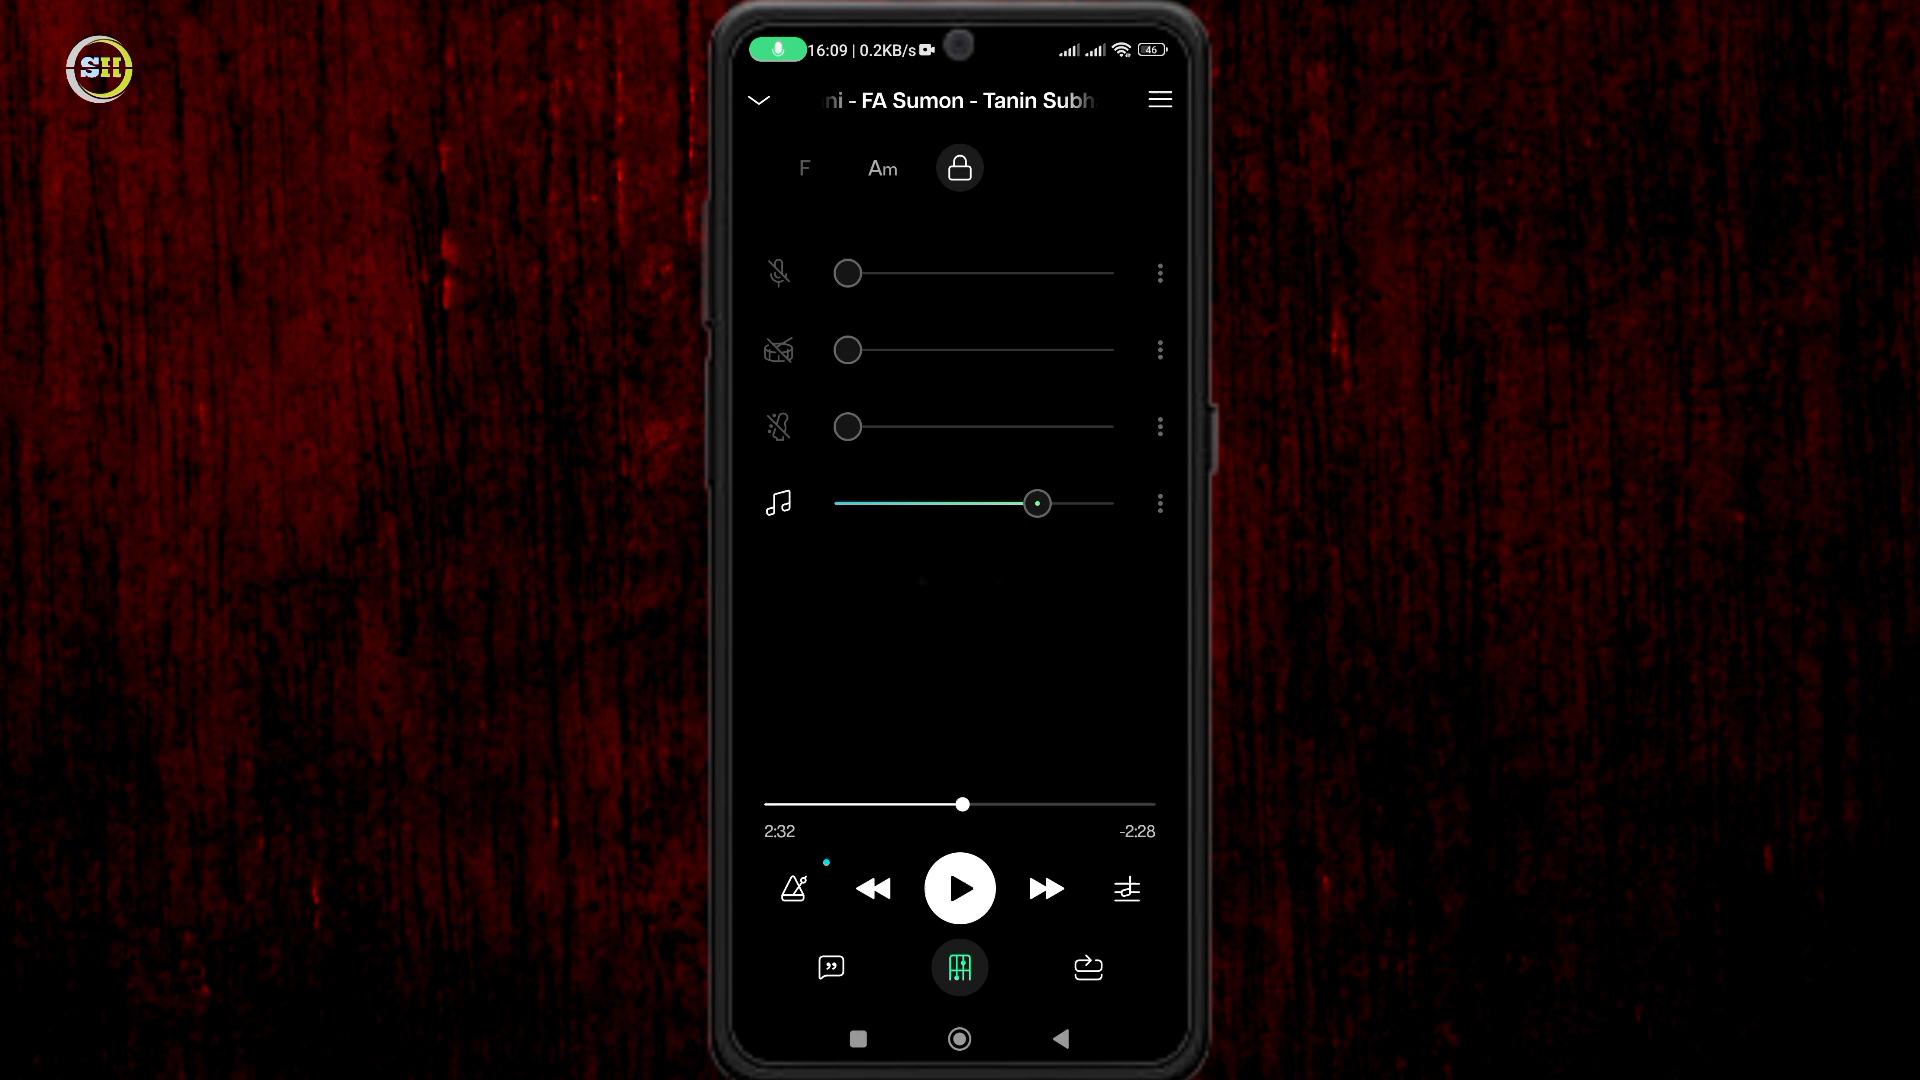 SH
16:09 | 0.2KB/s
46
ni - FA Sumon - Tanin Subh
F
Am
2:32
-2:28